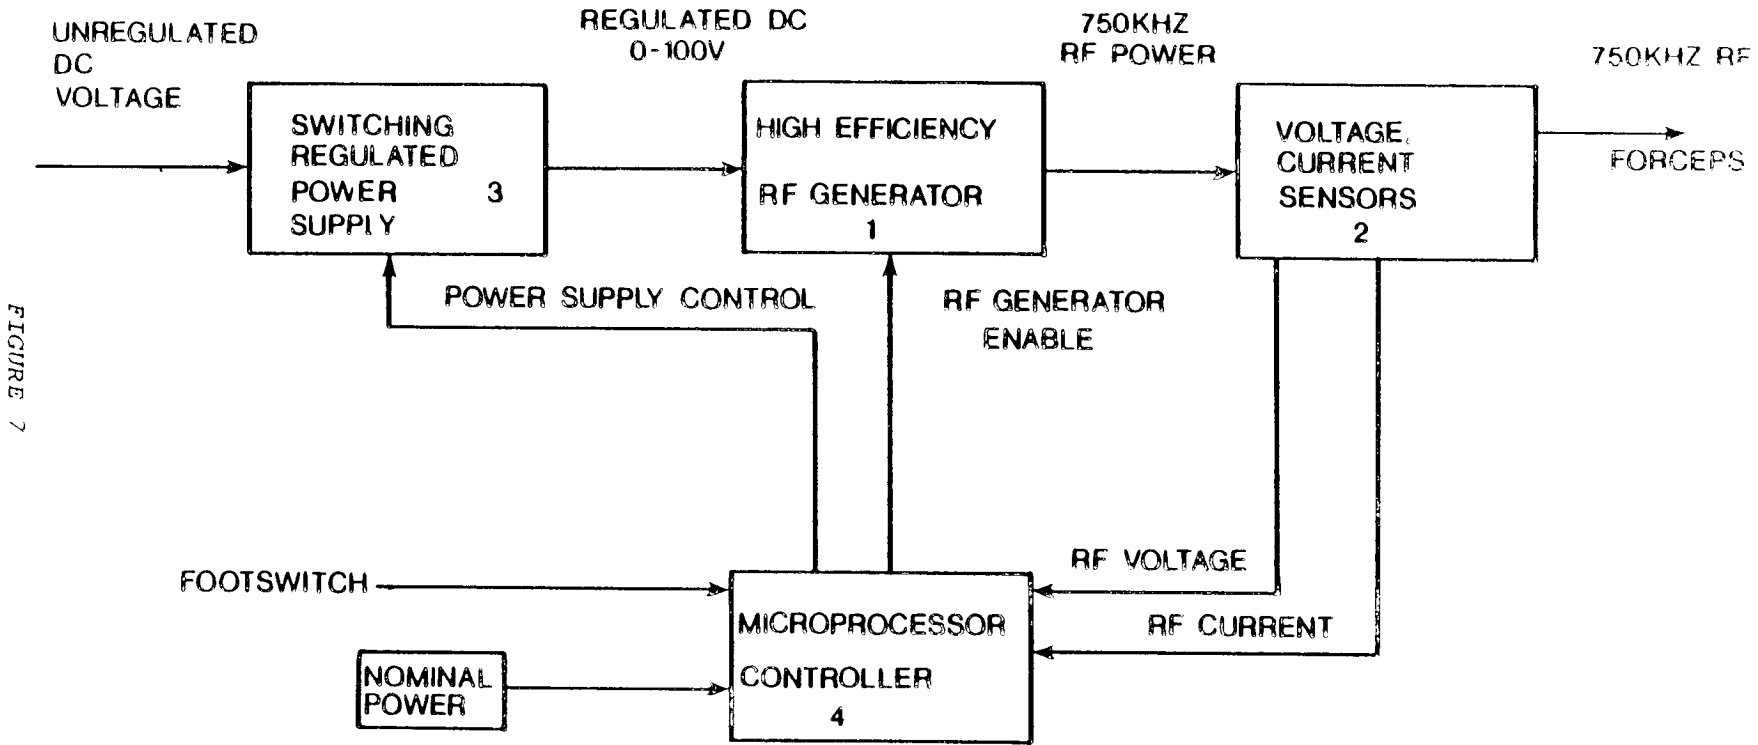 UNREGULATED
DC
VOLTAGE
REGULATED DC
0-100V
750KHZ
RF POWER
750KHZ RF
SWITCHING
REGULATED
POWER 3
SUPPLY
HIGH EFFICIENCY
RF GENERATOR
1
VOLTAGE,
CURRENT
SENSORS
2
FORCEPS
POWER SUPPLY CONTROL
RF GENERATOR
ENABLE
FIGURE 7
RF VOLTAGE
FOOTSWITCH
RF CURRENT
MICROPROCESSOR
CONTROLLER
4
NOMINAL
POWER